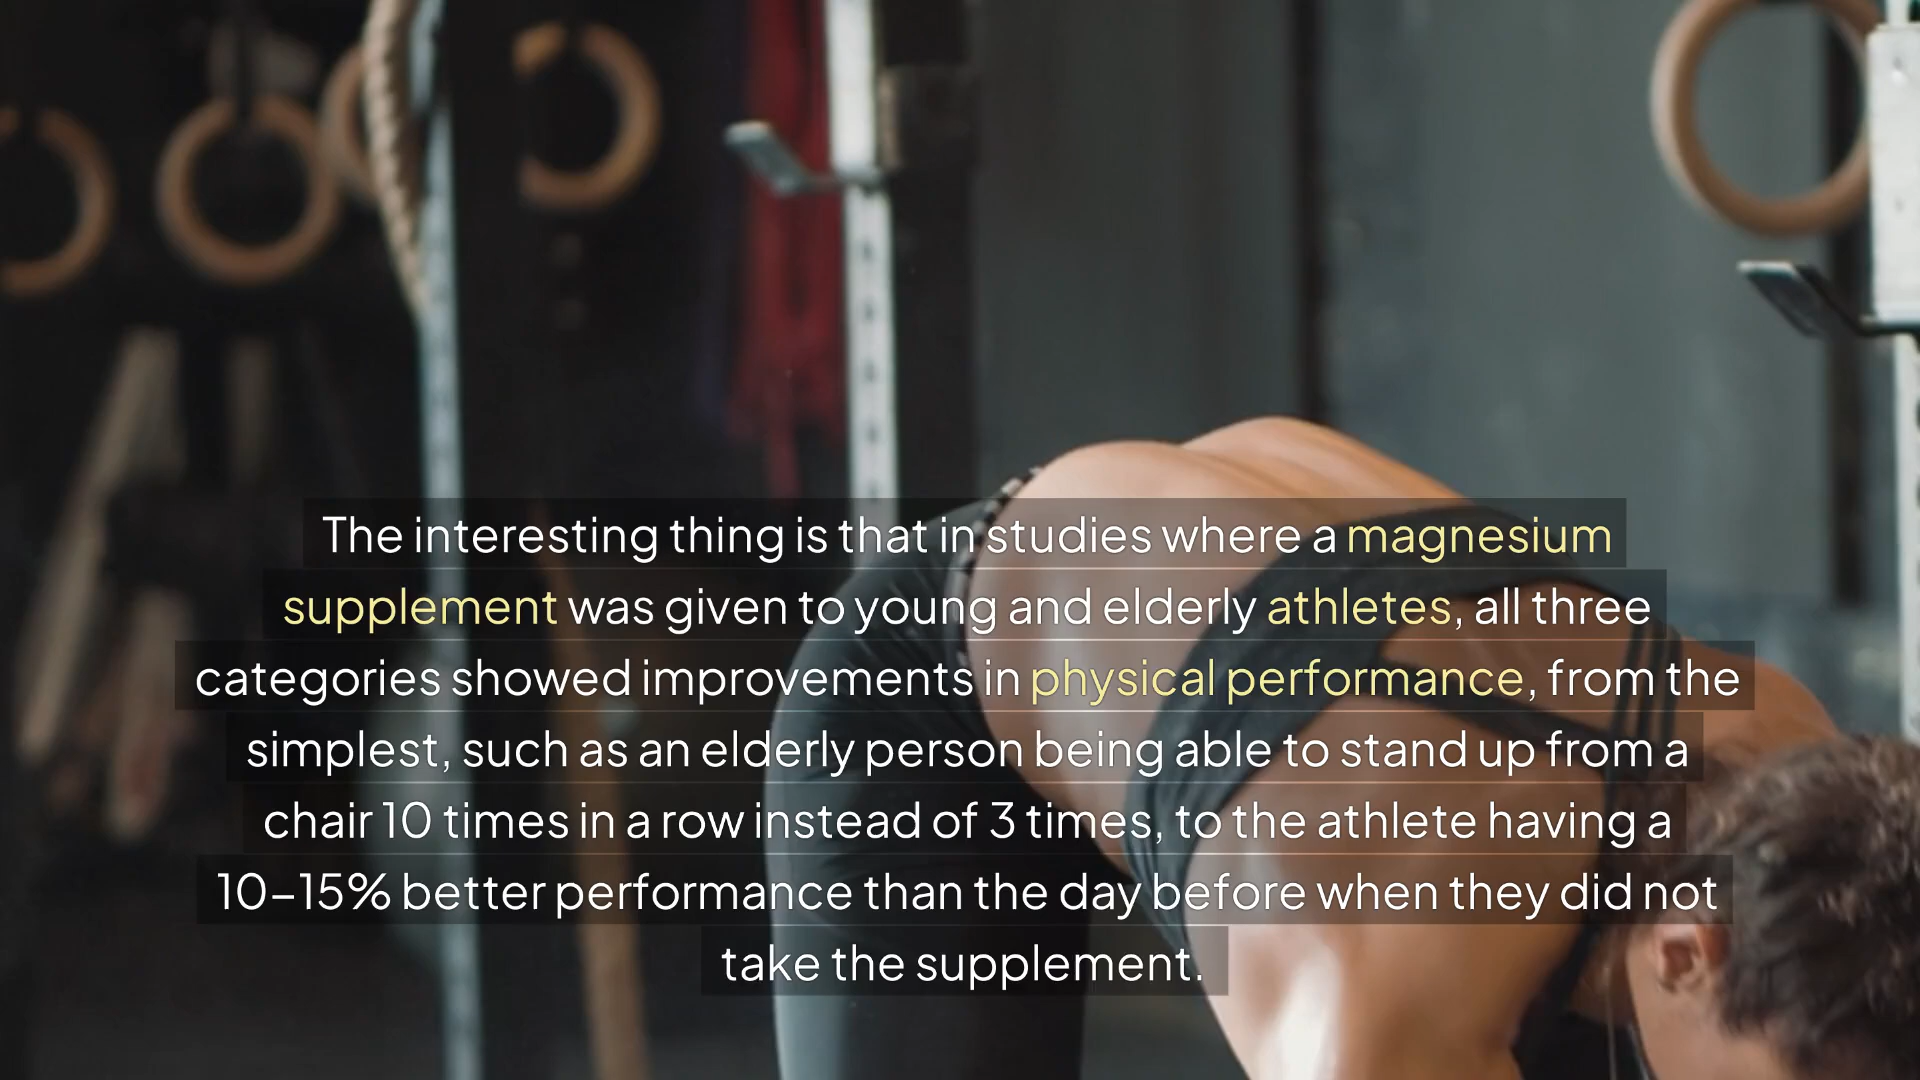 The interesting thing is that in studies where a magnesium
supplement was given to young and elderly athletes, all three
categories showed improvements in physical performance, from the
simplest, such as an elderly person being able to stand up from a
chair 10 times in a row instead of 3 times, to the athlete having a
10–15% better performance than the day before when they did not
take the supplement.